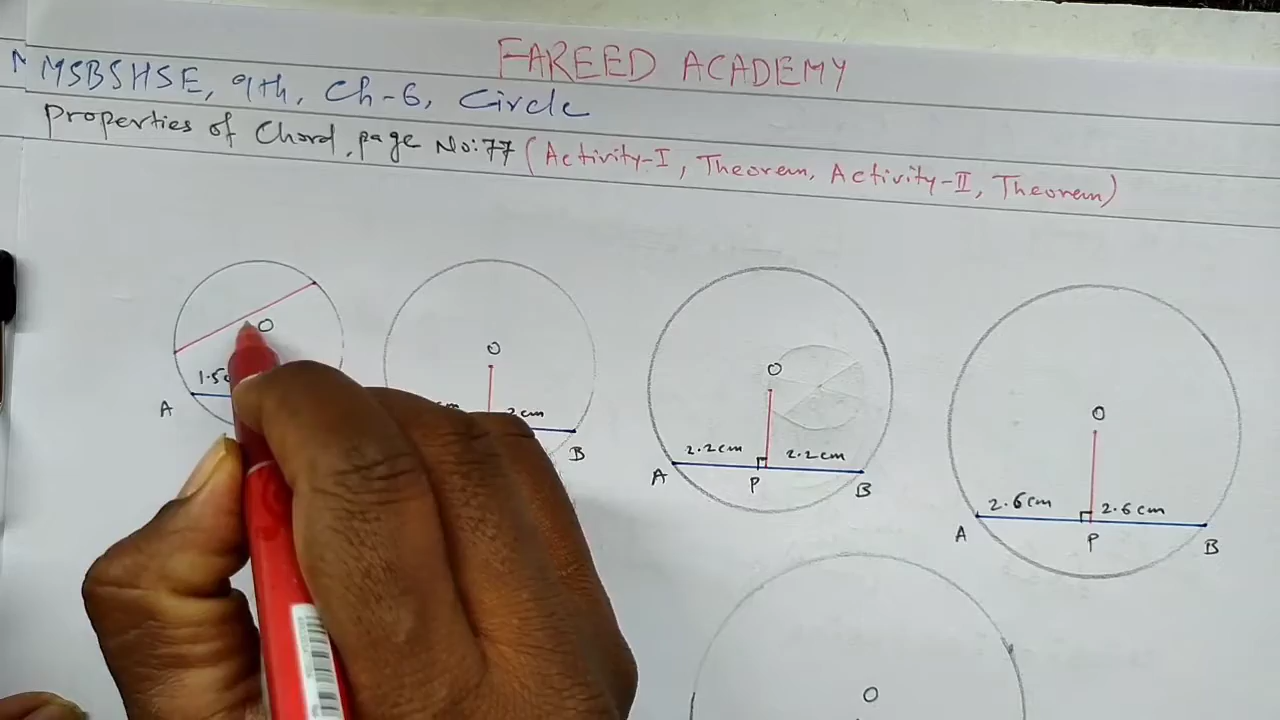 FAREED ACADEMY
N MSBSHSE, 9th, Ch-6, Circle
Properties of Chord, page No:77 (Activity-I, Theorem, Activity-II, Theorem)
O
A
O
2cm
B
O
2.2cm 2.2cm
A P B
O
2.6cm 2.6cm
A P B
O